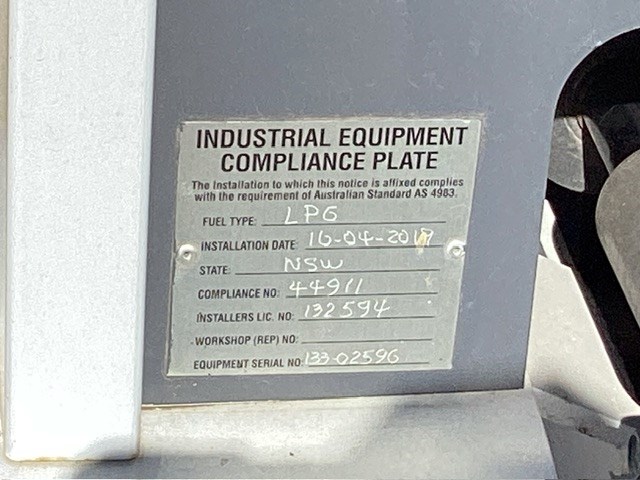 INDUSTRIAL EQUIPMENT
COMPLIANCE PLATE
The Installation to which this notice is affixed complies
with the requirement of Australian Standard AS 4983.
FUEL TYPE: LPG
INSTALLATION DATE: 16-04-2019
STATE: NSW
COMPLIANCE NO: 44911
INSTALLERS LIC. NO: 132594
WORKSHOP (REP) NO:
EQUIPMENT SERIAL NO: 133-02596